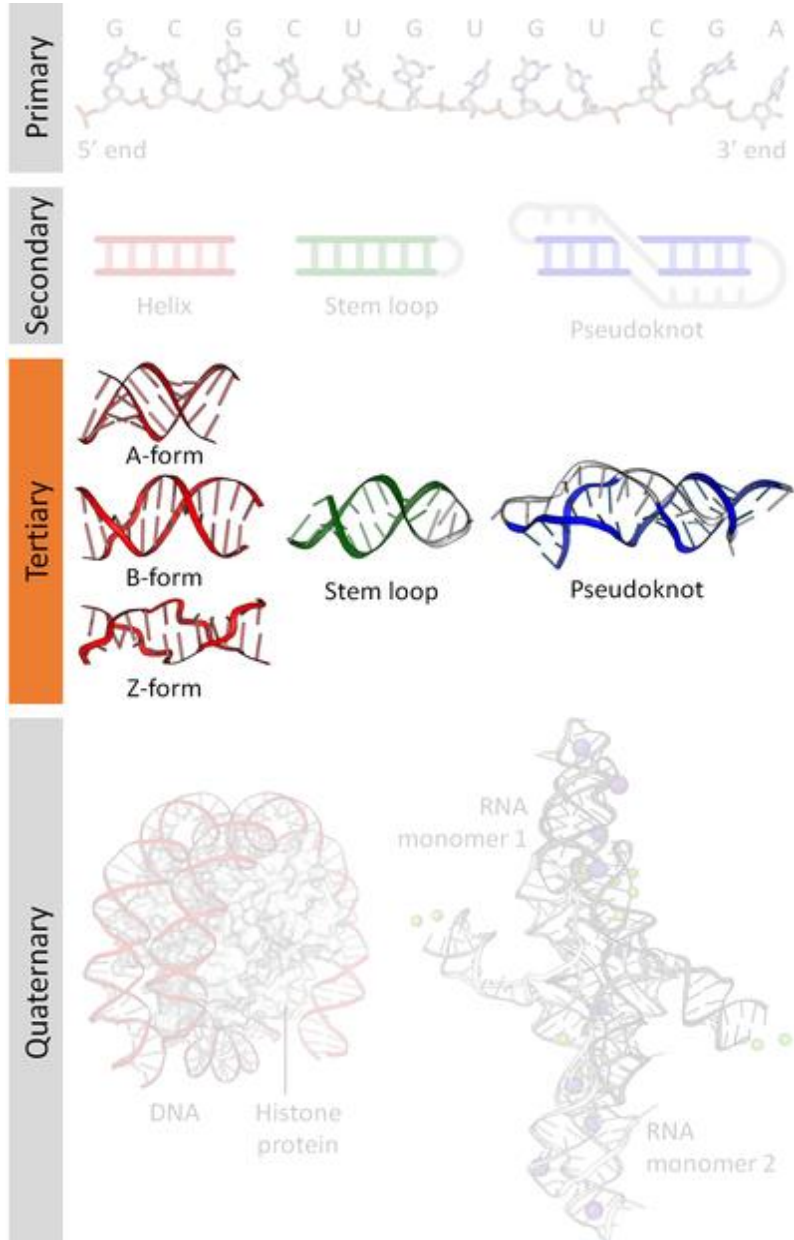 Primary
G C G C U G U G U C G A
5' end 3' end
Secondary
Helix
Stem loop
Pseudoknot
Tertiary
A-form
B-form
Z-form
Stem loop
Pseudoknot
Quaternary
DNA
Histone
protein
RNA
monomer 1
RNA
monomer 2